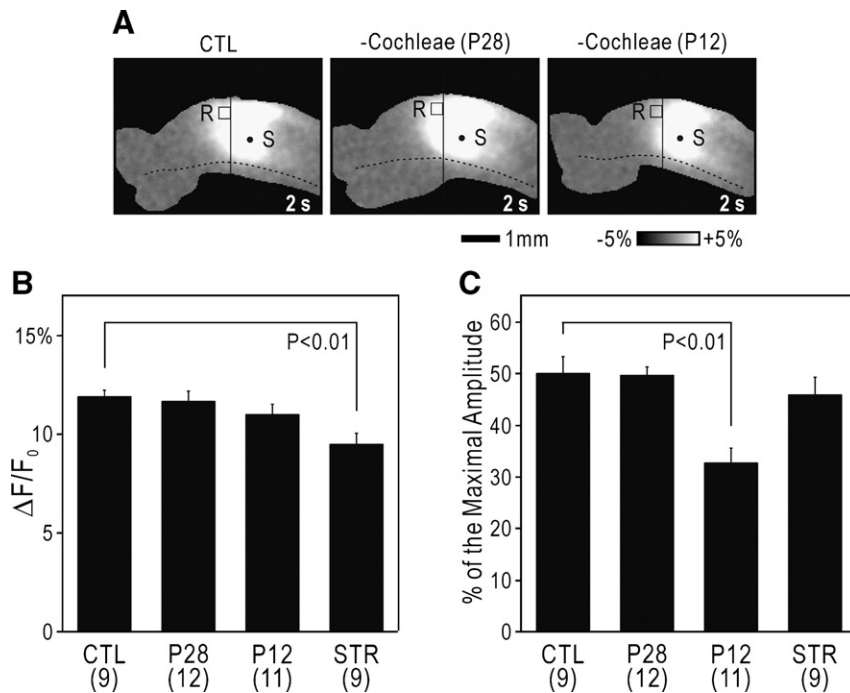 A
CTL
-Cochleae (P28)
-Cochleae (P12)
R
S
2 s
R
S
2 s
R
S
2 s
1mm
-5%
+5%
B
ΔF/F₀
15%
10
5
0
P<0.01
CTL P28 P12 STR
(9) (12) (11) (9)
C
% of the Maximal Amplitude
60
50
40
30
20
10
0
P<0.01
CTL P28 P12 STR
(9) (12) (11) (9)